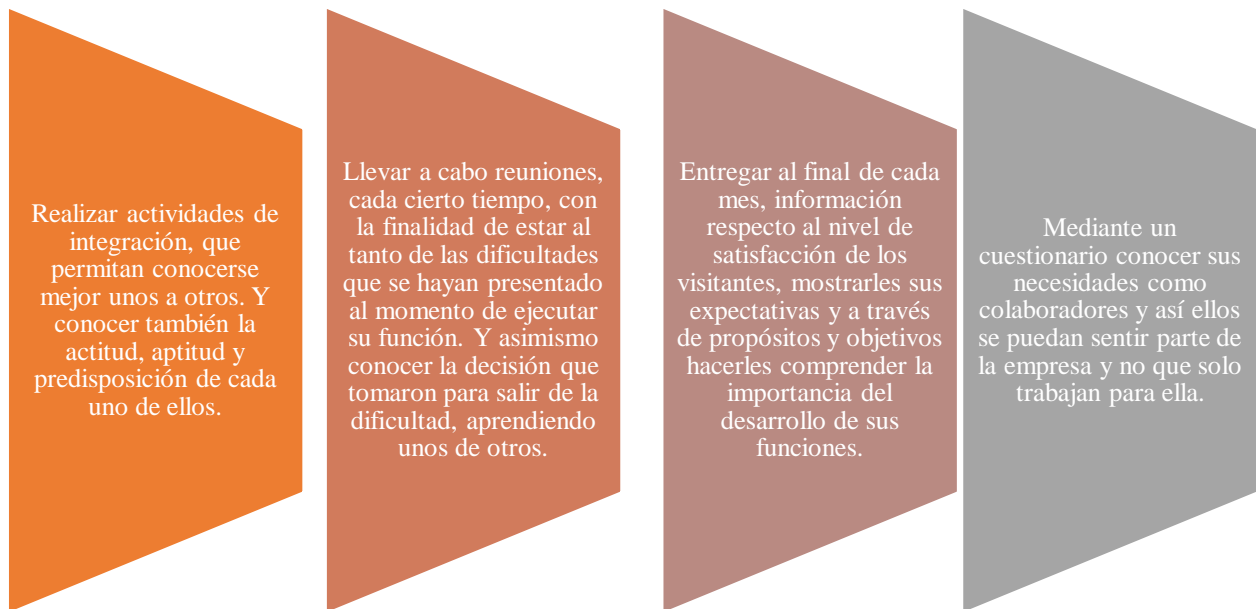 Realizar actividades de
integración, que
permitan conocerse
mejor unos a otros. Y
conocer también la
actitud, aptitud y
predisposición de cada
uno de ellos.
Llevar a cabo reuniones,
cada cierto tiempo, con
la finalidad de estar al
tanto de las dificultades
que se hayan presentado
al momento de ejecutar
su función. Y asimismo
conocer la decisión que
tomaron para salir de la
dificultad, aprendiendo
unos de otros.
Entregar al final de cada
mes, información
respecto al nivel de
satisfacción de los
visitantes, mostrarles sus
expectativas y a través
de propósitos y objetivos
hacerles comprender la
importancia del
desarrollo de sus
funciones.
Mediante un
cuestionario conocer sus
necesidades como
colaboradores y así ellos
se puedan sentir parte de
la empresa y no que solo
trabajan para ella.